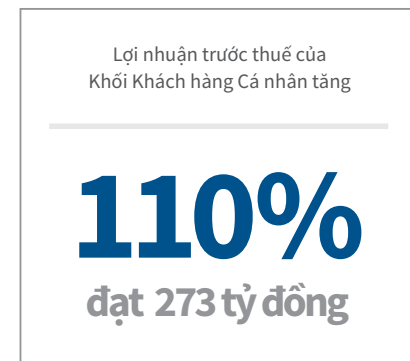 Lợi nhuận trước thuế của
Khối Khách hàng Cá nhân tăng
110%
đạt 273 tỷ đồng